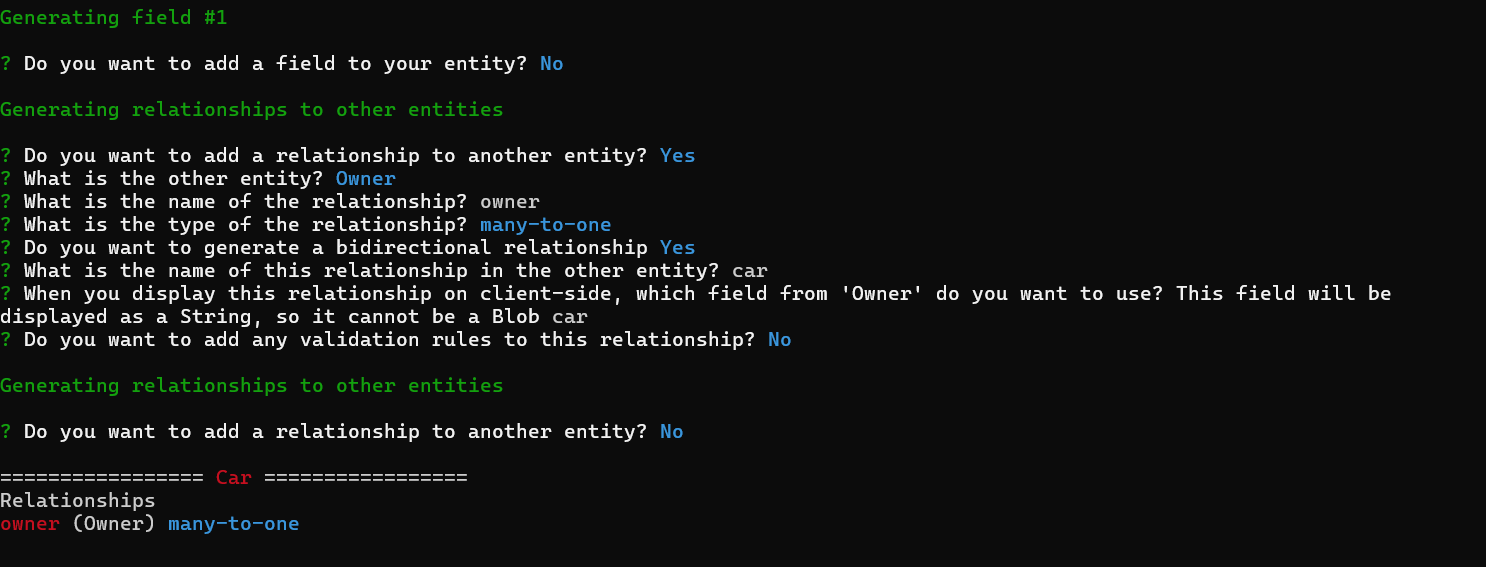 Generating field #1
? Do you want to add a field to your entity? No
Generating relationships to other entities
? Do you want to add a relationship to another entity? Yes
? What is the other entity? Owner
? What is the name of the relationship? owner
? What is the type of the relationship? many-to-one
? Do you want to generate a bidirectional relationship Yes
? What is the name of this relationship in the other entity? car
? When you display this relationship on client-side, which field from 'Owner' do you want to use? This field will be
displayed as a String, so it cannot be a Blob car
? Do you want to add any validation rules to this relationship? No
Generating relationships to other entities
? Do you want to add a relationship to another entity? No
================= Car =================
Relationships
owner (Owner) many-to-one